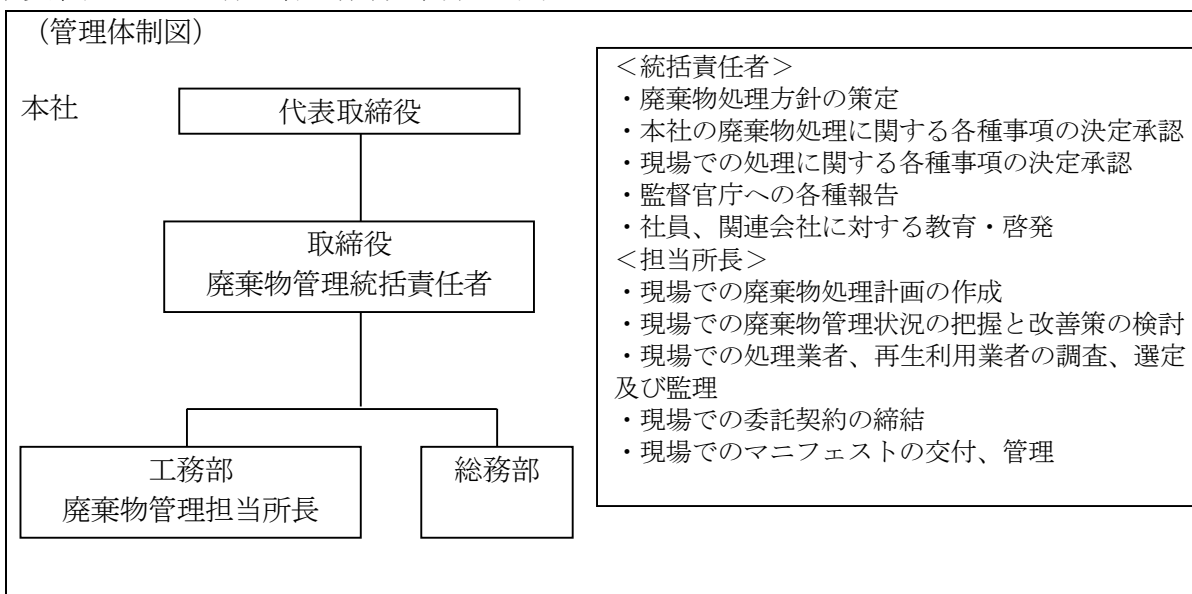 （管理体制図）
本社
代表取締役
取締役
廃棄物管理統括責任者
工務部
廃棄物管理担当所長
総務部
＜統括責任者＞
・廃棄物処理方針の策定
・本社の廃棄物処理に関する各種事項の決定承認
・現場での処理に関する各種事項の決定承認
・監督官庁への各種報告
・社員、関連会社に対する教育・啓発
＜担当所長＞
・現場での廃棄物処理計画の作成
・現場での廃棄物管理状況の把握と改善策の検討
・現場での処理業者、再生利用業者の調査、選定
及び監理
・現場での委託契約の締結
・現場でのマニフェストの交付、管理